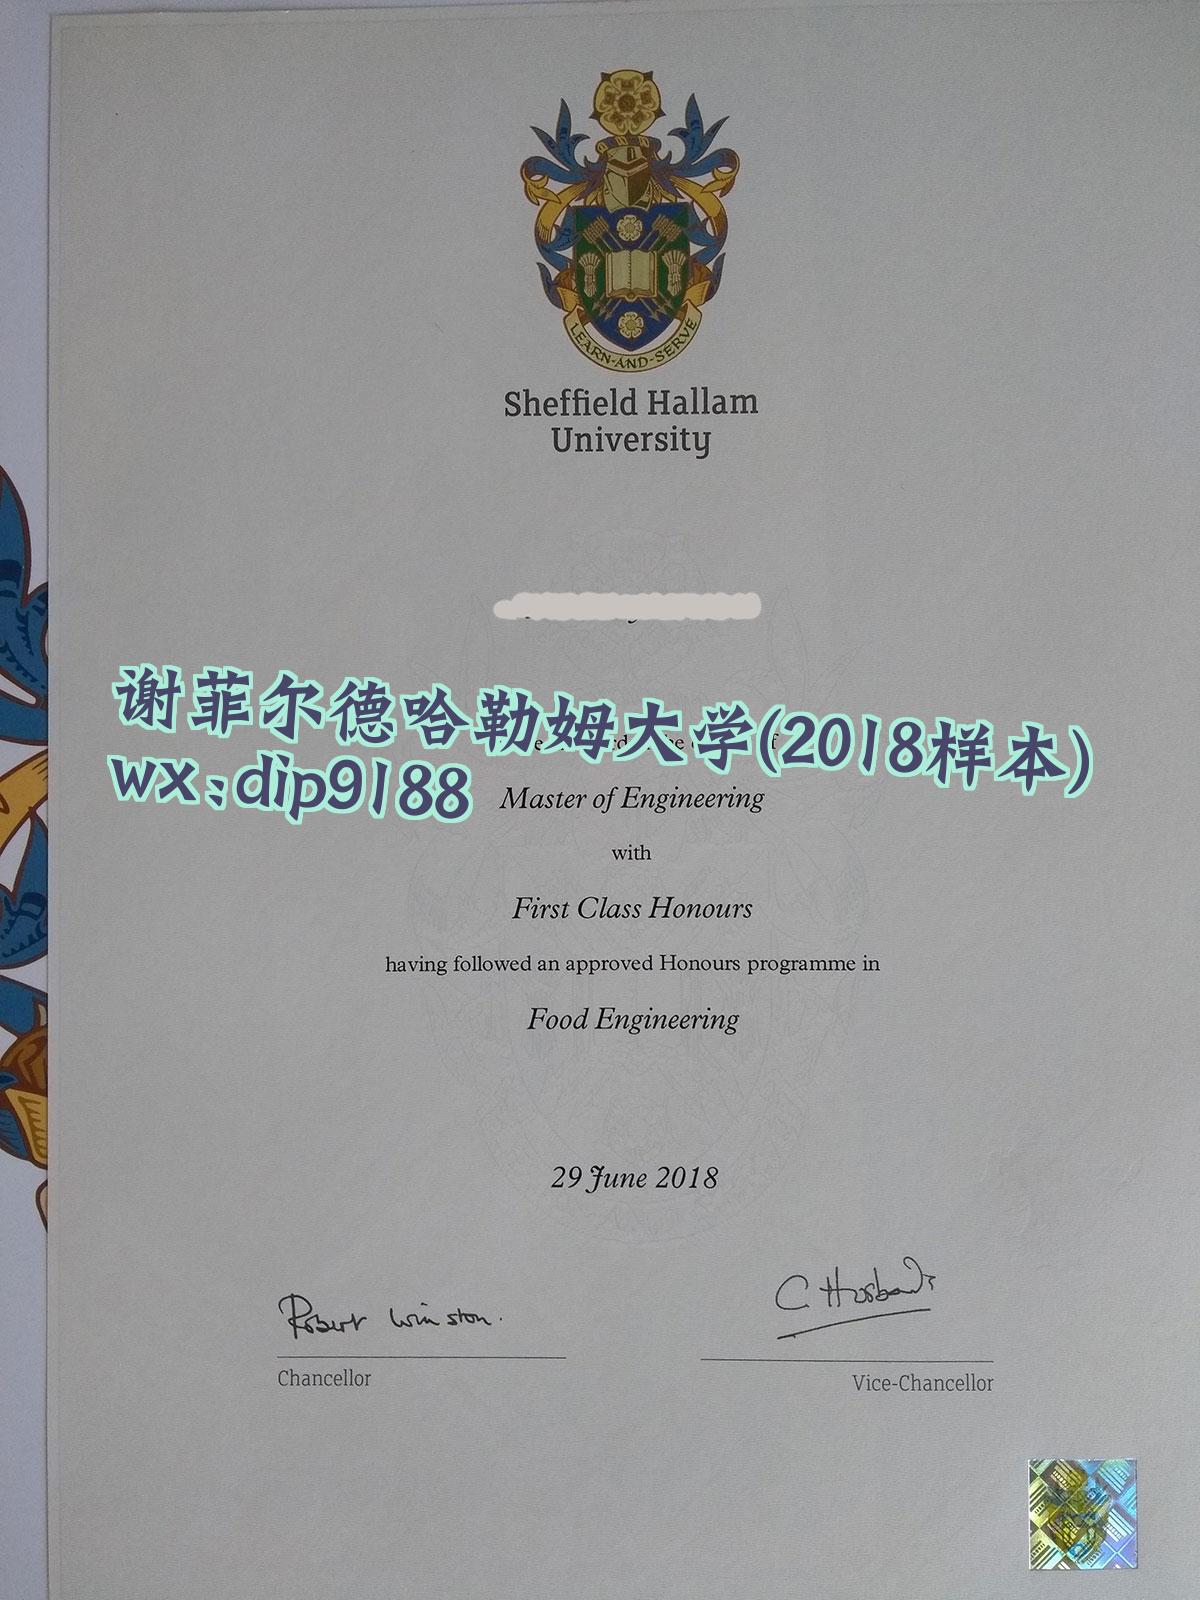 LEARN-AND-SERVE
Sheffield Hallam
University
谢菲尔德哈勒姆大学(2018样本)
wx:dip9188
Master of Engineering
with
First Class Honours
having followed an approved Honours programme in
Food Engineering
29 June 2018
Robert Winston.
C. Husbands
Chancellor
Vice-Chancellor